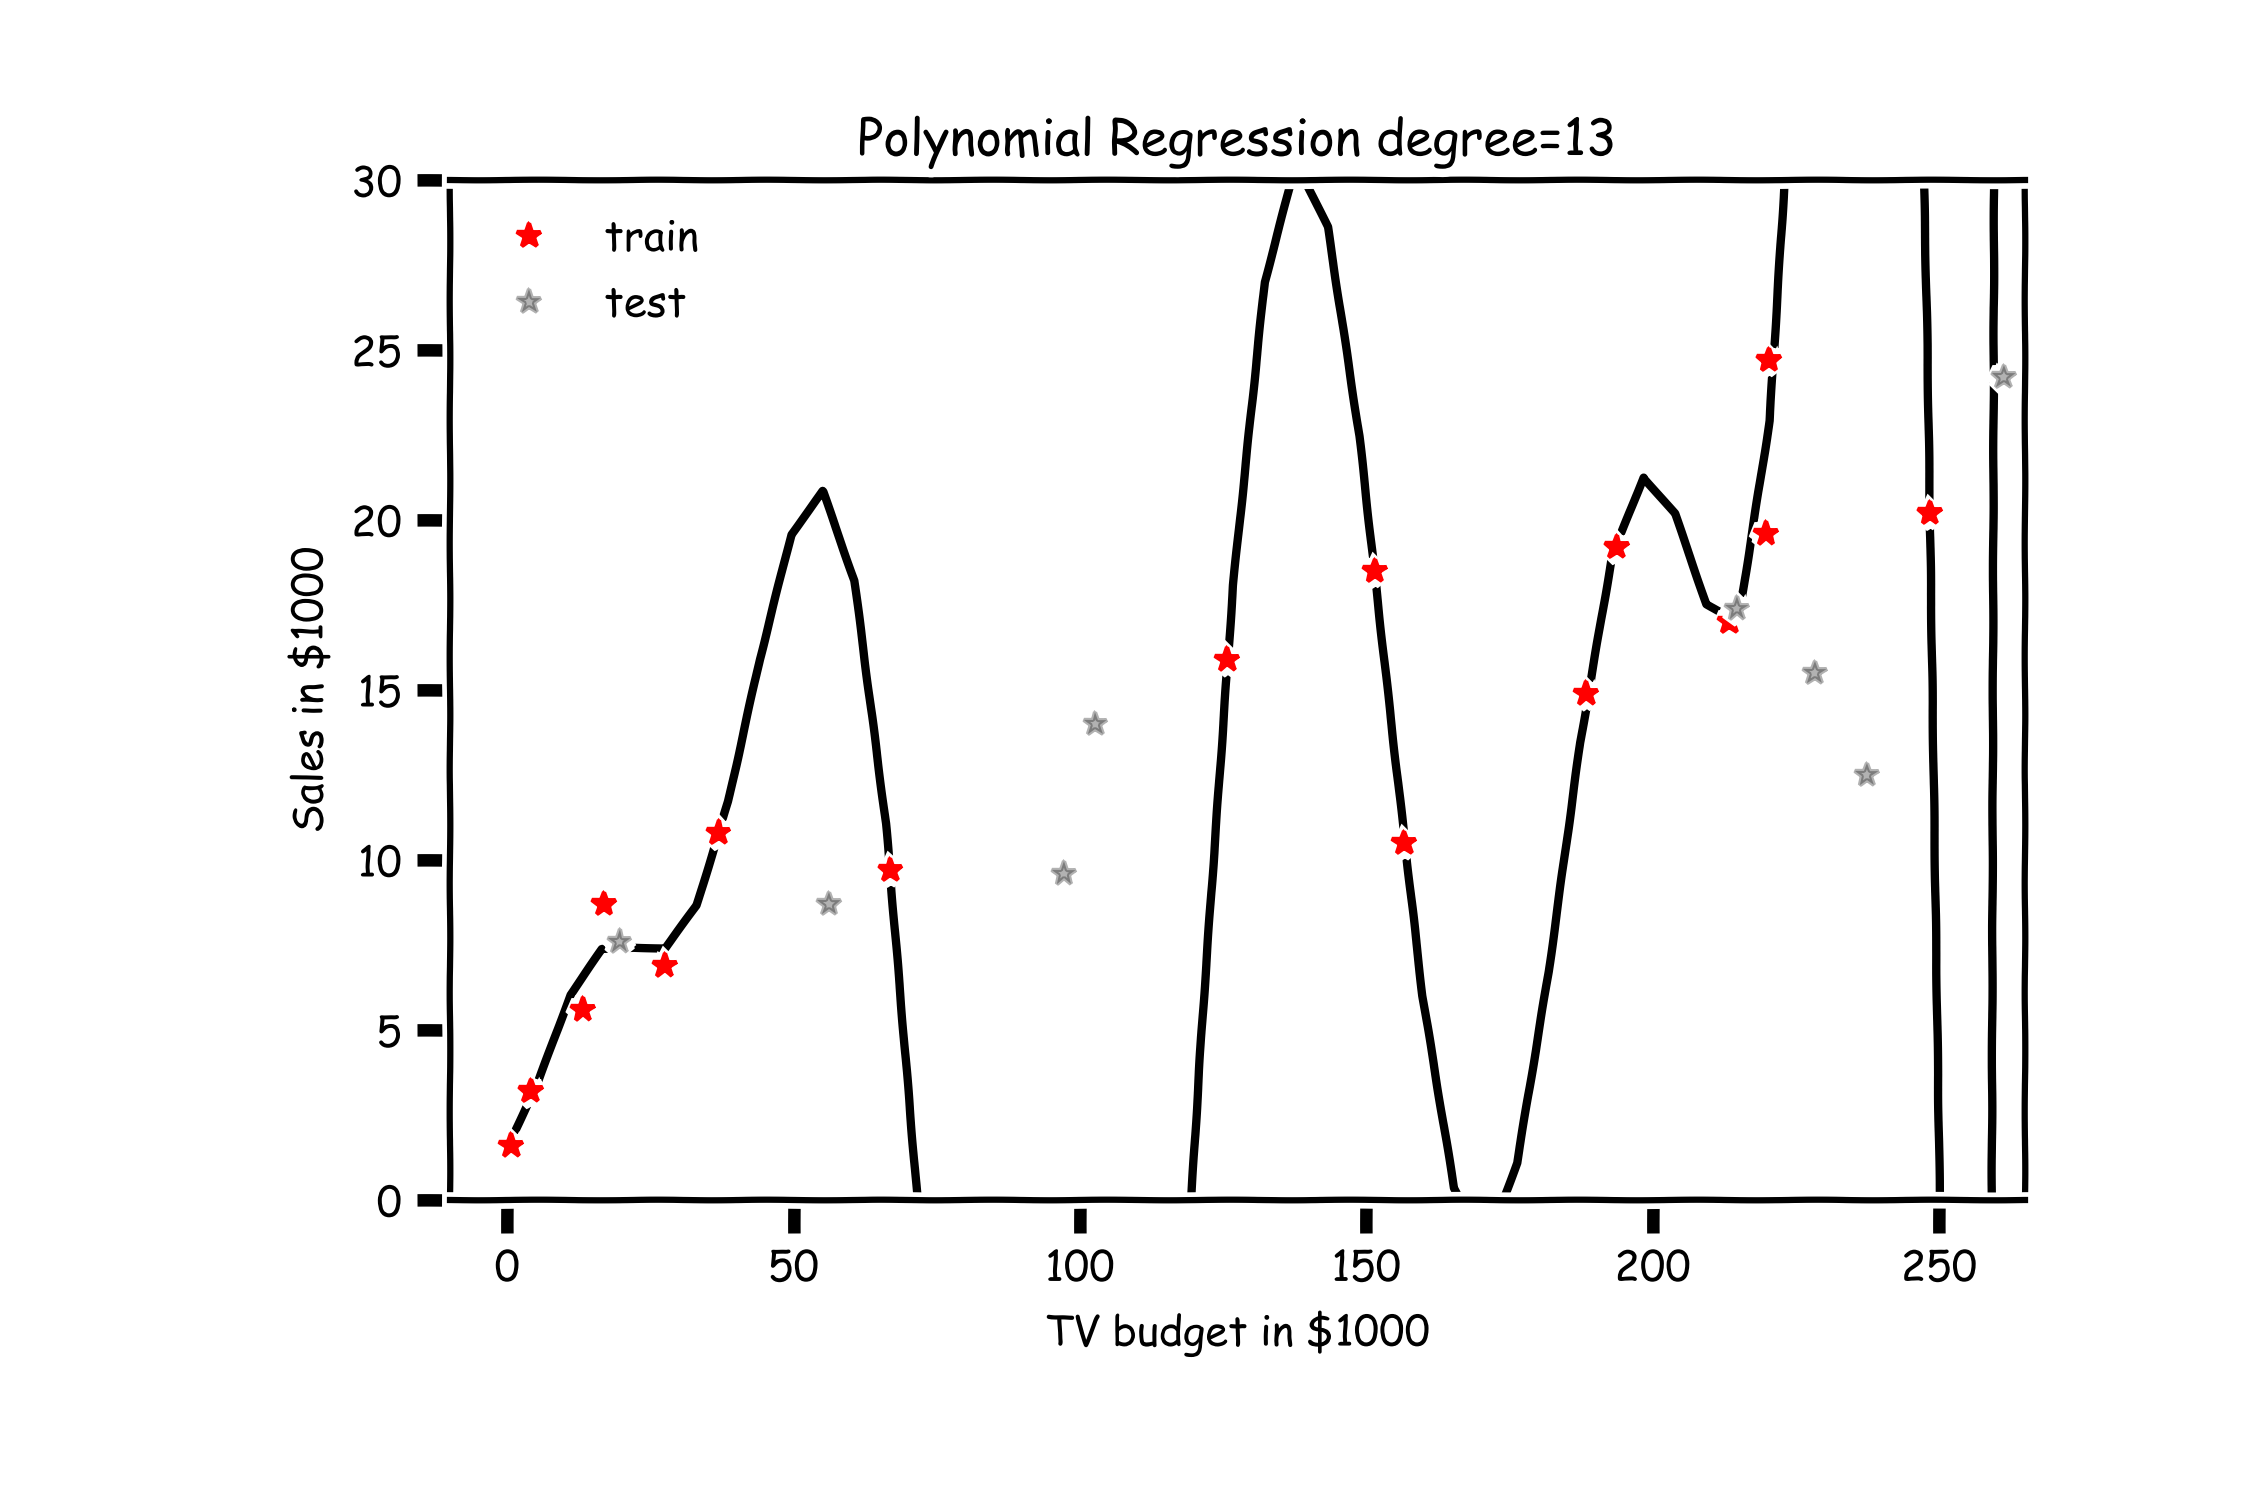 Polynomial Regression degree=13
30
25
20
15
10
5
0
train
test
Sales in $1000
0 50 100 150 200 250
TV budget in $1000